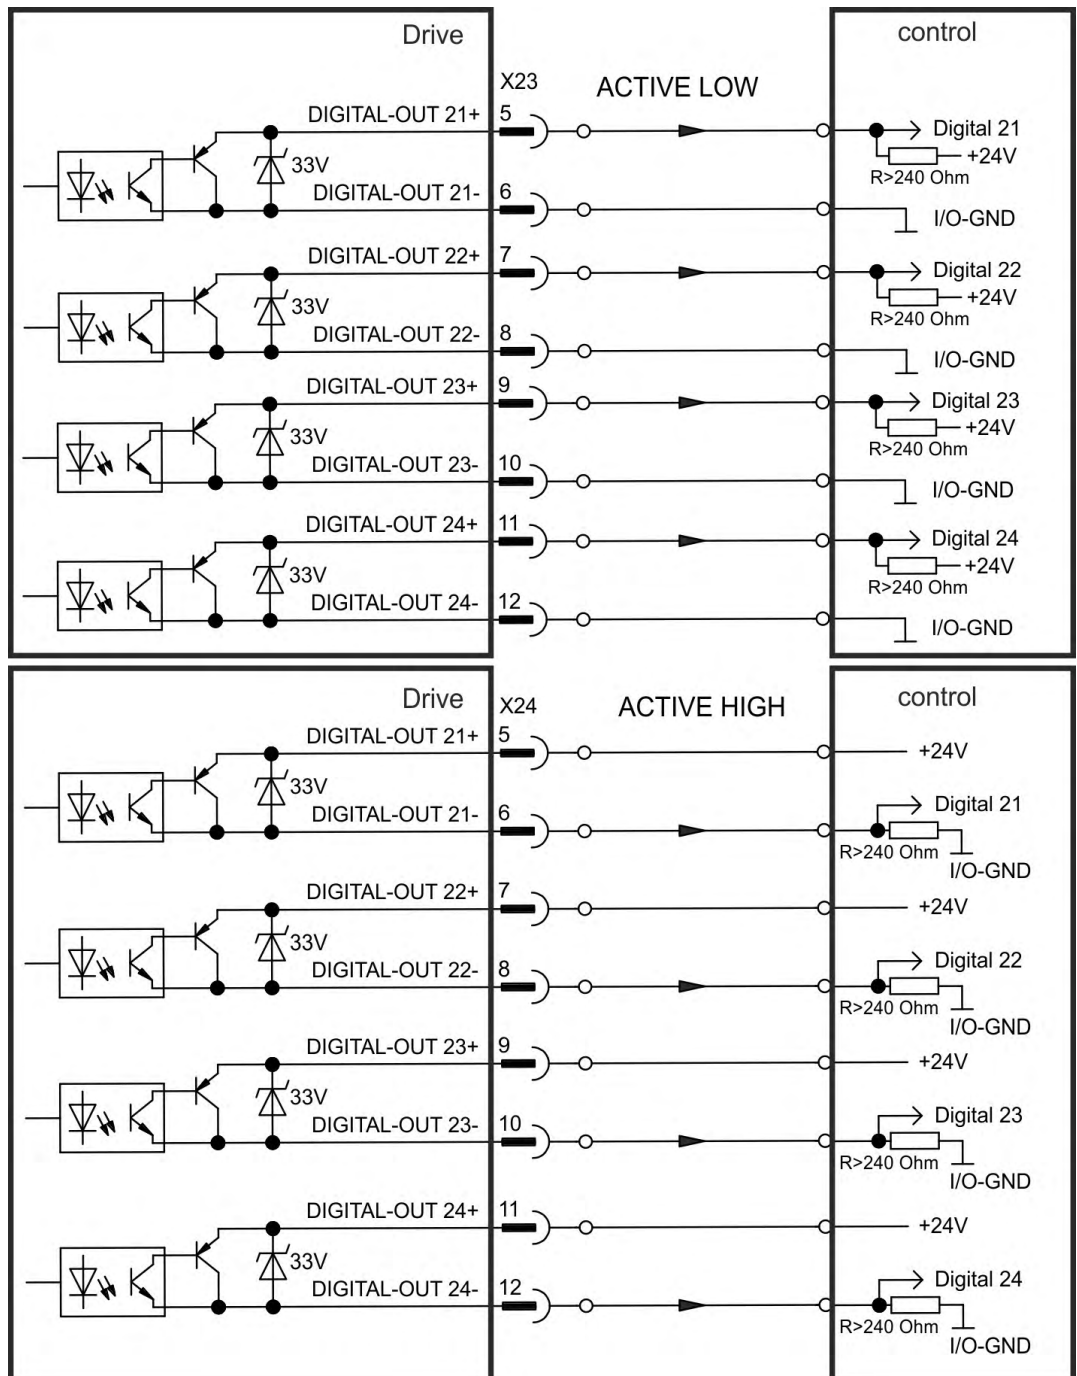 Drive
control
X23
ACTIVE LOW
DIGITAL-OUT 21+
5
Digital 21
33V
+24V
R>240 Ohm
DIGITAL-OUT 21-
6
I/O-GND
DIGITAL-OUT 22+
7
Digital 22
33V
+24V
R>240 Ohm
DIGITAL-OUT 22-
8
I/O-GND
DIGITAL-OUT 23+
9
Digital 23
33V
+24V
R>240 Ohm
DIGITAL-OUT 23-
10
I/O-GND
DIGITAL-OUT 24+
11
Digital 24
33V
+24V
R>240 Ohm
DIGITAL-OUT 24-
12
I/O-GND
Drive
control
X24
ACTIVE HIGH
DIGITAL-OUT 21+
5
+24V
33V
DIGITAL-OUT 21-
6
Digital 21
R>240 Ohm
I/O-GND
DIGITAL-OUT 22+
7
+24V
33V
DIGITAL-OUT 22-
8
Digital 22
R>240 Ohm
I/O-GND
DIGITAL-OUT 23+
9
+24V
33V
DIGITAL-OUT 23-
10
Digital 23
R>240 Ohm
I/O-GND
DIGITAL-OUT 24+
11
+24V
33V
DIGITAL-OUT 24-
12
Digital 24
R>240 Ohm
I/O-GND